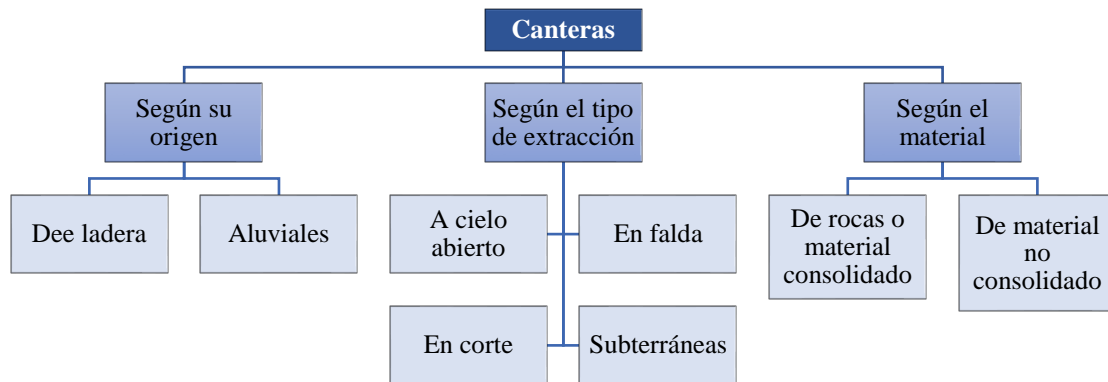 Canteras
Según su
origen
Según el tipo
de extracción
Según el
material
Dee ladera
Aluviales
A cielo
abierto
En falda
De rocas o
material
consolidado
De material
no
consolidado
En corte
Subterráneas